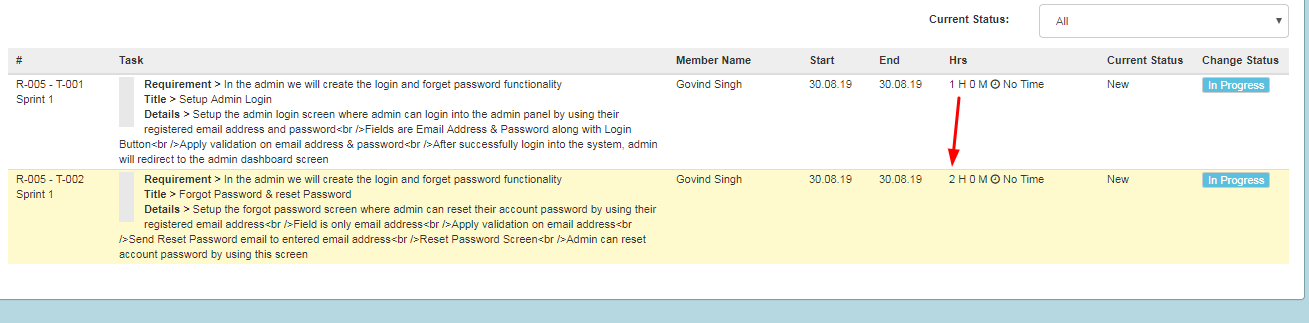 Current Status: All
# Task Member Name Start End Hrs Current Status Change Status
R-005 - T-001 Requirement > In the admin we will create the login and forget password functionality Govind Singh 30.08.19 30.08.19 1 H 0 M No Time New In Progress
Sprint 1 Title > Setup Admin Login
Details > Setup the admin login screen where admin can login into the admin panel by using their
registered email address and password<br />Fields are Email Address & Password along with Login
Button<br />Apply validation on email address & password<br />After successfully login into the system, admin
will redirect to the admin dashboard screen
R-005 - T-002 Requirement > In the admin we will create the login and forget password functionality Govind Singh 30.08.19 30.08.19 2 H 0 M No Time New In Progress
Sprint 1 Title > Forgot Password & reset Password
Details > Setup the forgot password screen where admin can reset their account password by using their
registered email address<br />Field is only email address<br />Apply validation on email address<br
/>Send Reset Password email to entered email address<br />Reset Password Screen<br />Admin can reset
account password by using this screen